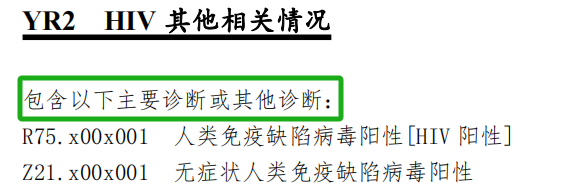 YR2 HIV 其他相关情况
包含以下主要诊断或其他诊断：
R75.x00x001 人类免疫缺陷病毒阳性[HIV 阳性]
Z21.x00x001 无症状人类免疫缺陷病毒阳性